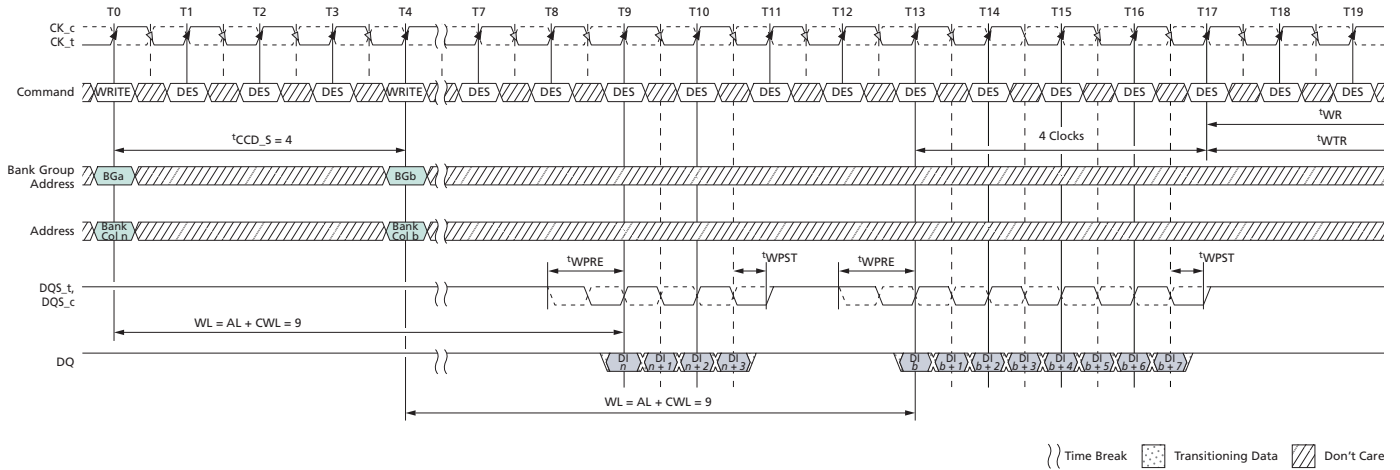 T0 T1 T2 T3 T4 T7 T8 T9 T10 T11 T12 T13 T14 T15 T16 T17 T18 T19
CK_c
CK_t
Command WRITE DES DES DES WRITE DES DES DES DES DES DES DES DES DES DES DES DES DES
tWR
tCCD_S = 4
4 Clocks
tWTR
Bank Group
Address
BGa BGb
Address
Bank
Col n
Bank
Col b
tWPRE tWPST tWPRE tWPST
DQS_t,
DQS_c
WL = AL + CWL = 9
DQ
DI
n
DI
n + 1
DI
n + 2
DI
n + 3
DI
b
DI
b + 1
DI
b + 2
DI
b + 3
DI
b + 4
DI
b + 5
DI
b + 6
DI
b + 7
WL = AL + CWL = 9
Time Break Transitioning Data Don't Care